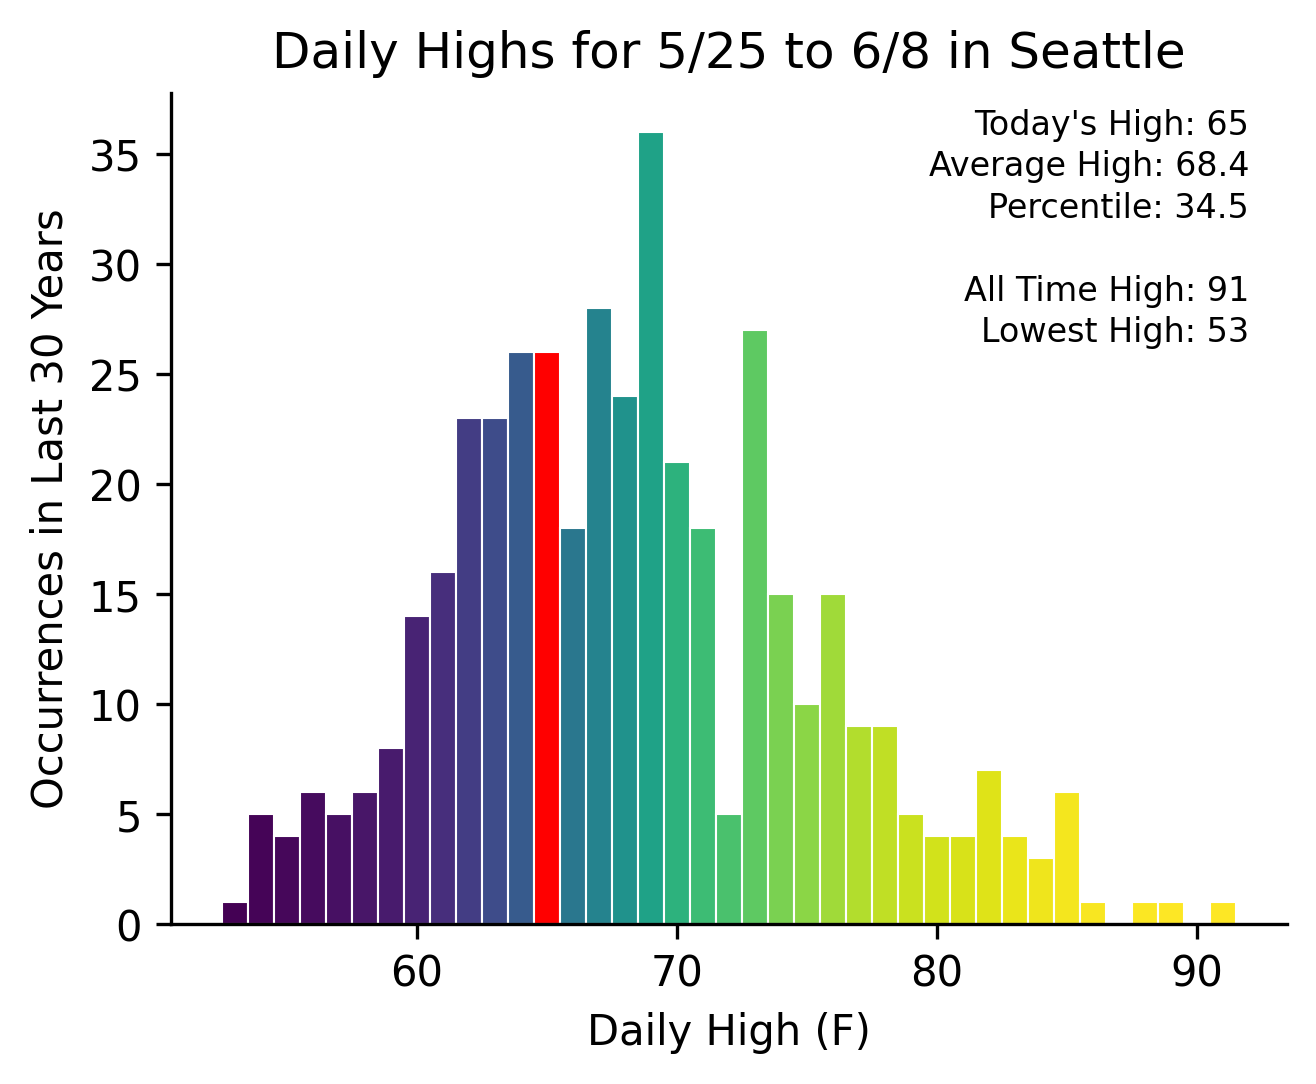 Daily Highs for 5/25 to 6/8 in Seattle
Today's High: 65
Average High: 68.4
Percentile: 34.5
All Time High: 91
Lowest High: 53
Occurrences in Last 30 Years
35
30
25
20
15
10
5
0
60
70
80
90
Daily High (F)